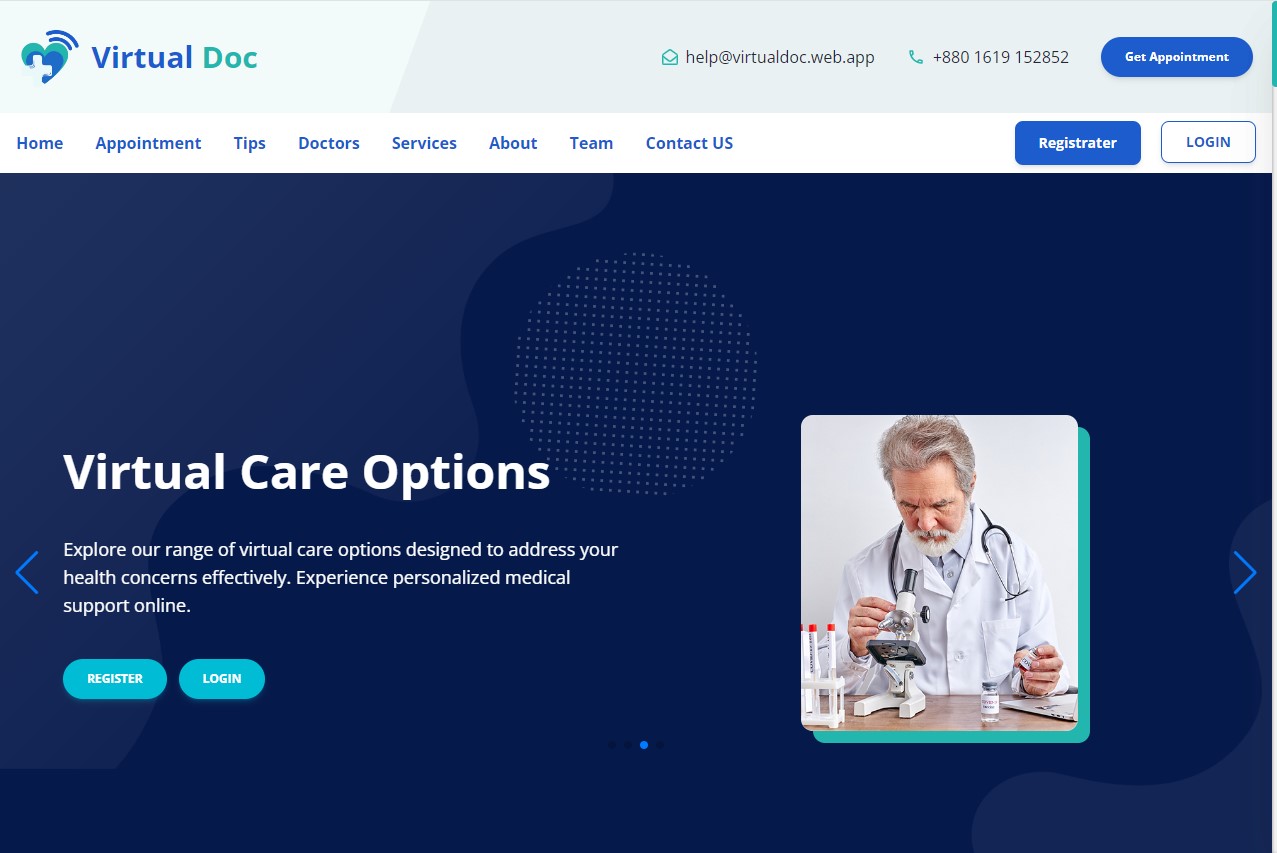 Virtual Doc
help@virtualdoc.web.app
+880 1619 152852
Get Appointment
Home
Appointment
Tips
Doctors
Services
About
Team
Contact US
Registrater
LOGIN
Virtual Care Options
Explore our range of virtual care options designed to address your
health concerns effectively. Experience personalized medical
support online.
REGISTER
LOGIN